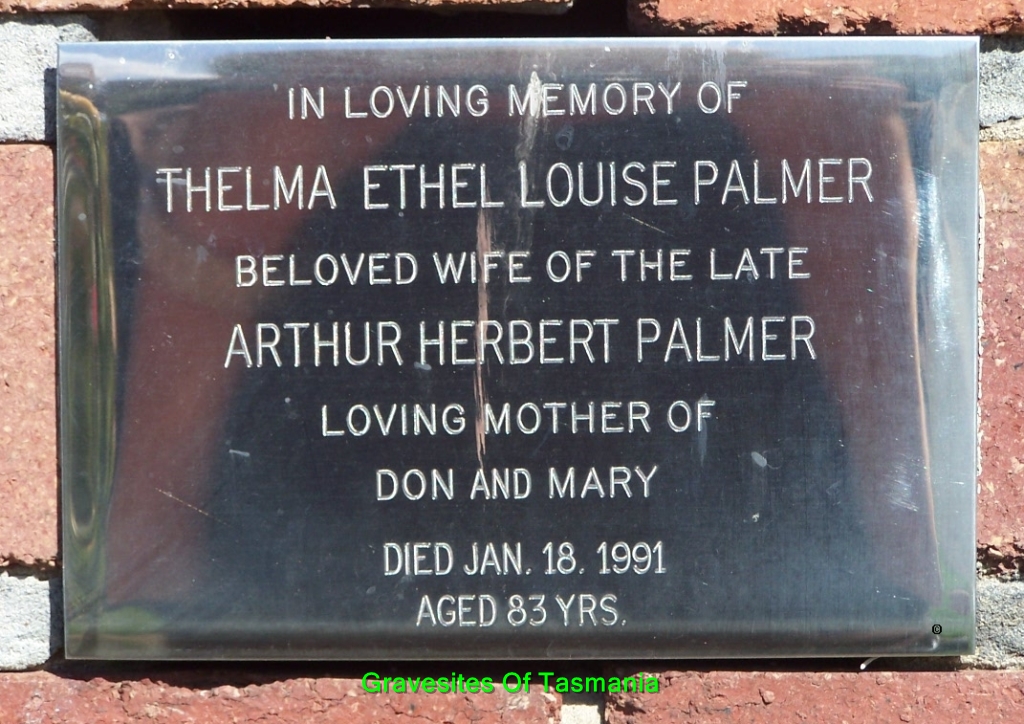 IN LOVING MEMORY OF
THELMA ETHEL LOUISE PALMER
BELOVED WIFE OF THE LATE
ARTHUR HERBERT PALMER
LOVING MOTHER OF
DON AND MARY
DIED JAN. 18. 1991
AGED 83 YRS.
©
Gravesites Of Tasmania